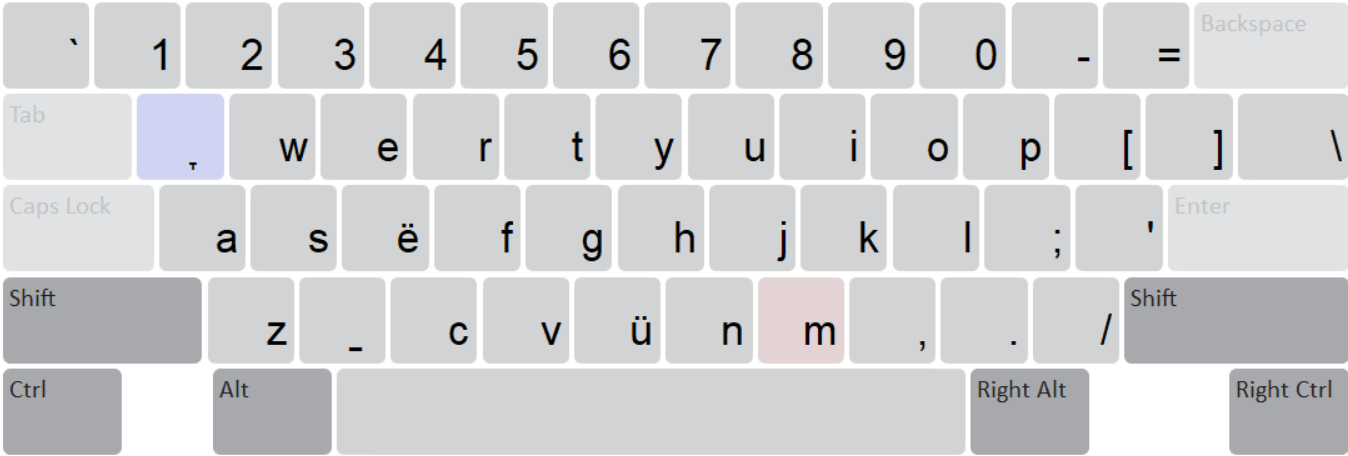 ` 1 2 3 4 5 6 7 8 9 0 - = Backspace
Tab ̞ w e r t y u i o p [ ] \
Caps Lock a s ë f g h j k l ; ' Enter
Shift z ̱ c v ü n m , . / Shift
Ctrl Alt Right Alt Right Ctrl